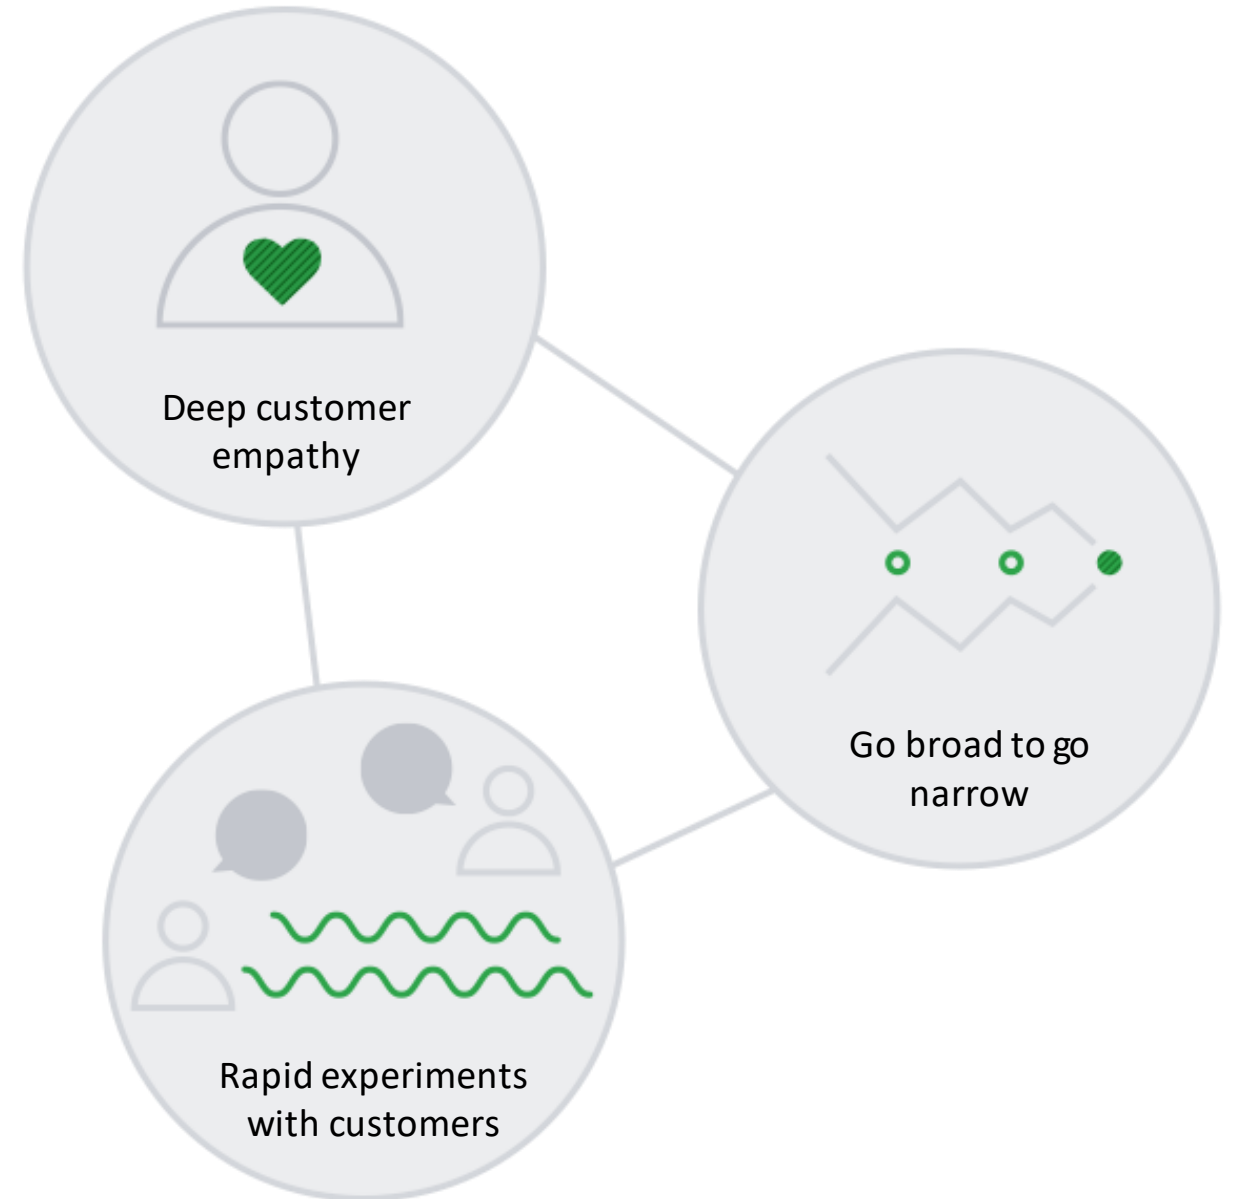 Deep customer
empathy
Go broad to go
narrow
Rapid experiments
with customers